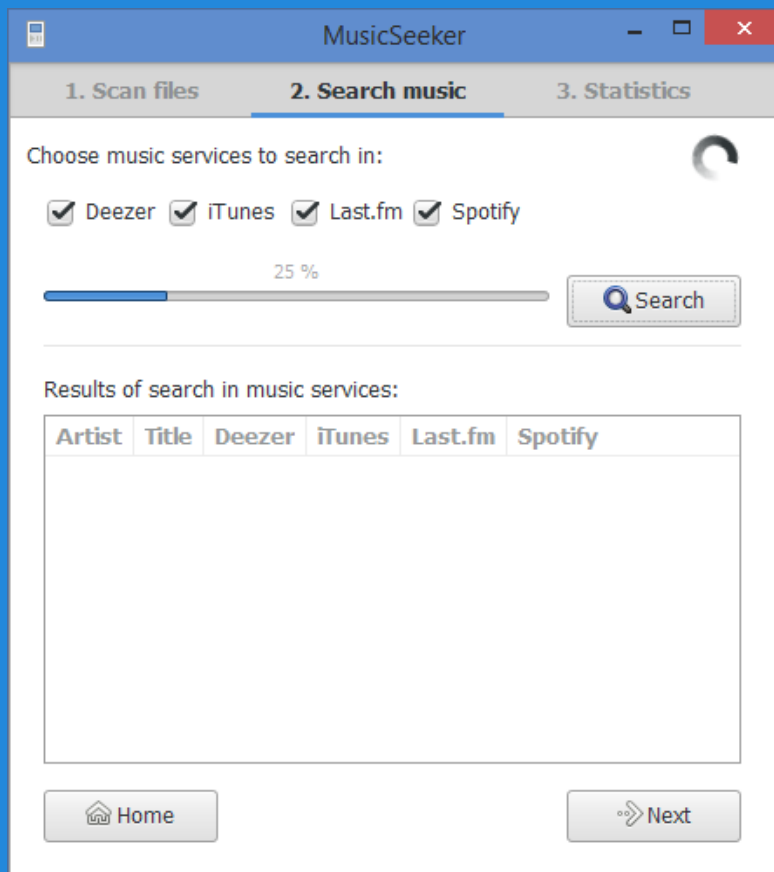 MusicSeeker
1. Scan files 2. Search music 3. Statistics
Choose music services to search in:
Deezer iTunes Last.fm Spotify
25 %
Search
Results of search in music services:
Artist Title Deezer iTunes Last.fm Spotify
Home Next